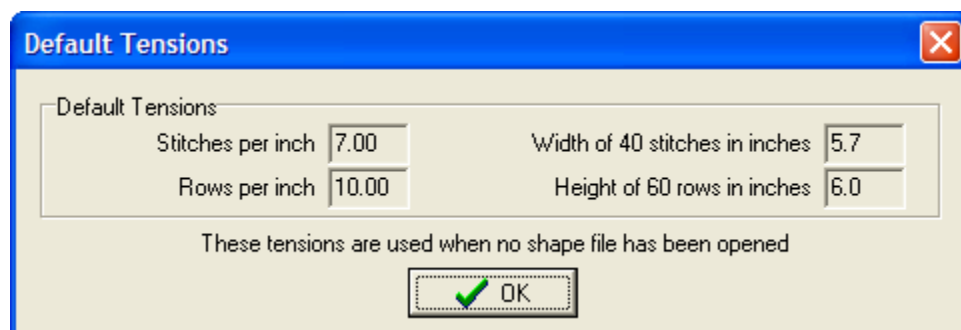 Default Tensions
Default Tensions
Stitches per inch 7.00 Width of 40 stitches in inches 5.7
Rows per inch 10.00 Height of 60 rows in inches 6.0
These tensions are used when no shape file has been opened
OK